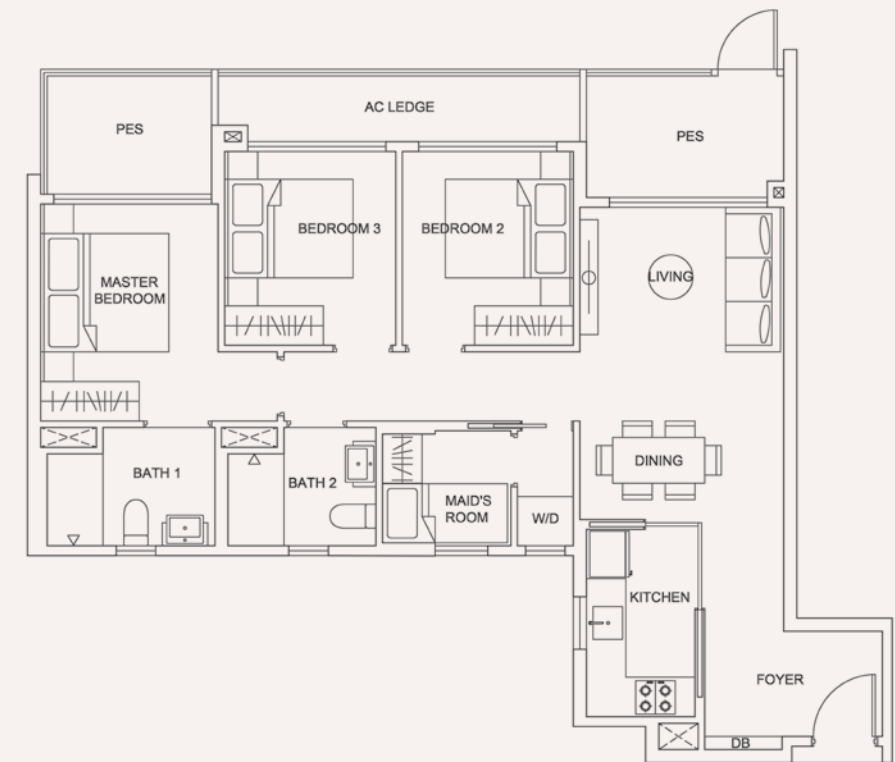 AC LEDGE
PES
PES
BEDROOM 3
BEDROOM 2
MASTER
BEDROOM
LIVING
BATH 1
BATH 2
MAID'S
ROOM
W/D
DINING
KITCHEN
FOYER
DB